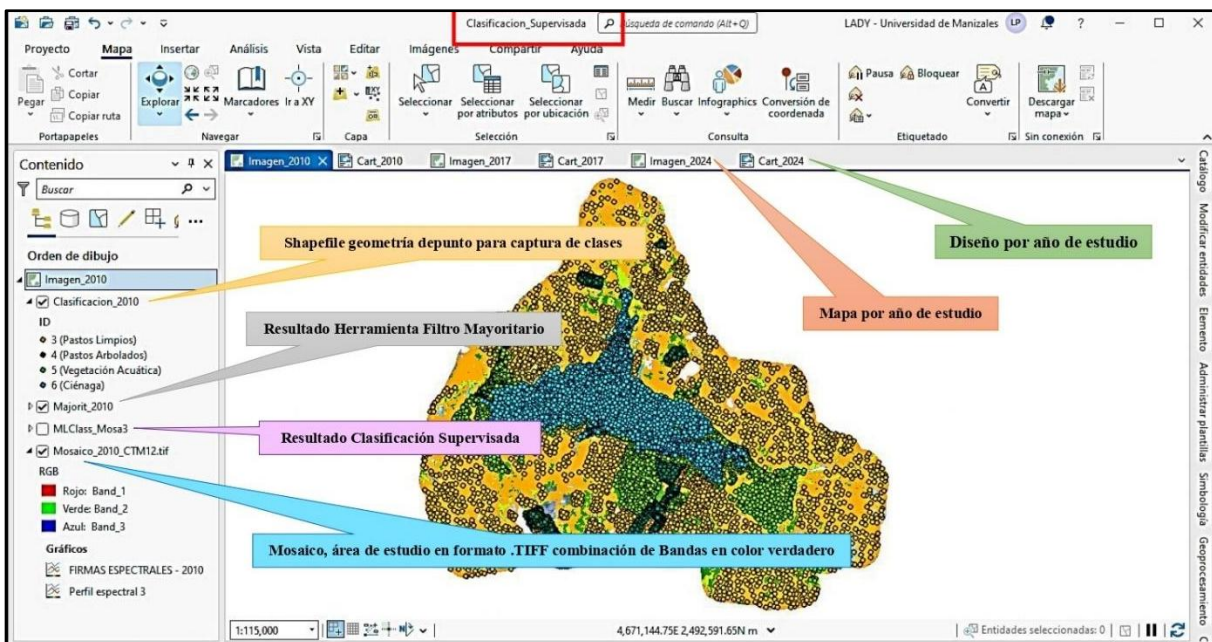 Clasificacion_Supervisada
Búsqueda de comando (Alt+Q)
LADY - Universidad de Manizales
LP
?
Proyecto Mapa Insertar Análisis Vista Editar Imágenes Compartir Ayuda
Pegar
Cortar
Copiar
Copiar ruta
Portapapeles
Explorar
Marcadores
Ir a XY
Navegar
Capa
Seleccionar
Seleccionar por atributos
Seleccionar por ubicación
Selección
Medir
Buscar
Infographics
Conversión de coordenada
Consulta
Pausa
Bloquear
Convertir
Etiquetado
Descargar mapa
Sin conexión
Contenido
Buscar
Orden de dibujo
Imagen_2010
Clasificacion_2010
ID
3 (Pastos Limpios)
4 (Pastos Arbolados)
5 (Vegetación Acuática)
6 (Ciénaga)
Majorit_2010
MLClass_Mosa3
Mosaico_2010_CTM12.tif
RGB
Rojo: Band_1
Verde: Band_2
Azul: Band_3
Gráficos
FIRMAS ESPECTRALES - 2010
Perfil espectral 3
Imagen_2010
Cart_2010
Imagen_2017
Cart_2017
Imagen_2024
Cart_2024
Shapefile geometría depunto para captura de clases
Diseño por año de estudio
Mapa por año de estudio
Resultado Herramienta Filtro Mayoritario
Resultado Clasificación Supervisada
Mosaico, área de estudio en formato .TIFF combinación de Bandas en color verdadero
1:115,000
4,671,144.75E 2,492,591.65N m
Entidades seleccionadas: 0
Catálogo
Modificar entidades
Elemento
Administrar plantillas
Simbología
Geoprocesamiento